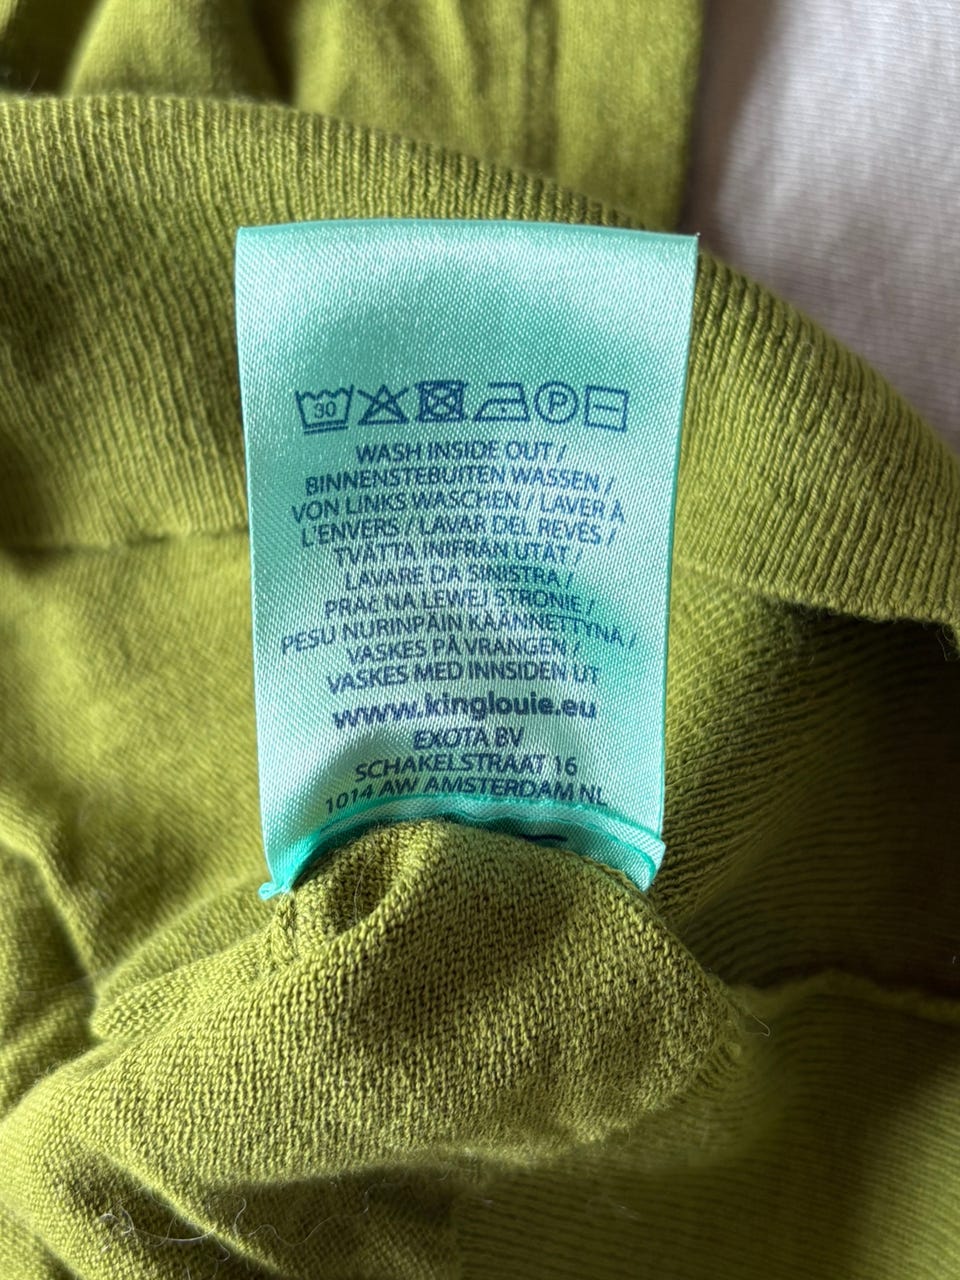 30 P
WASH INSIDE OUT /
BINNENSTEBUITEN WASSEN /
VON LINKS WASCHEN / LAVER À
L'ENVERS / LAVAR DEL REVÉS /
TVÄTTA INIFRÅN UTÅT /
LAVARE DA SINISTRA /
PRAć NA LEWEJ STRONIE /
PESU NURINPÄIN KÄÄNNETTYNÄ /
VASKES PÅ VRANGEN /
VASKES MED INNSIDEN UT
www.kinglouie.eu
EXOTA BV
SCHAKELSTRAAT 16
1014 AW AMSTERDAM NL